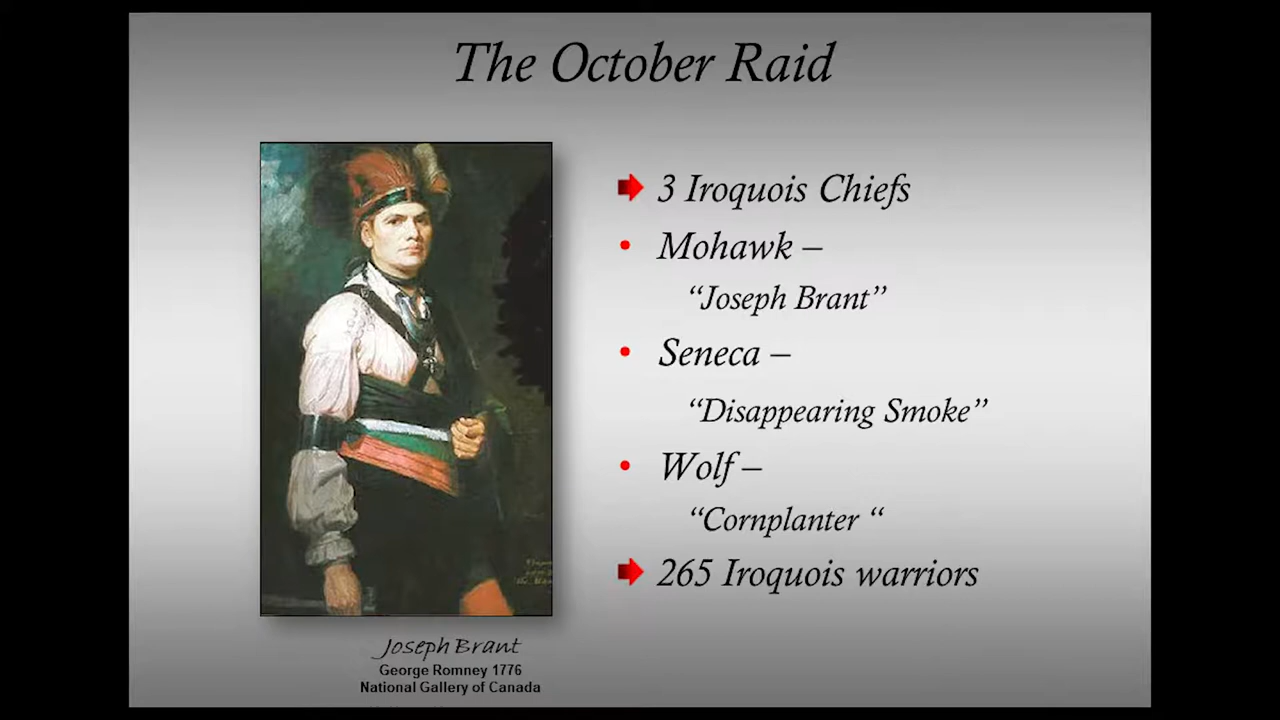 The October Raid
3 Iroquois Chiefs
• Mohawk –
“Joseph Brant”
• Seneca –
“Disappearing Smoke”
• Wolf –
“Cornplanter “
265 Iroquois warriors
Joseph Brant
George Romney 1776
National Gallery of Canada